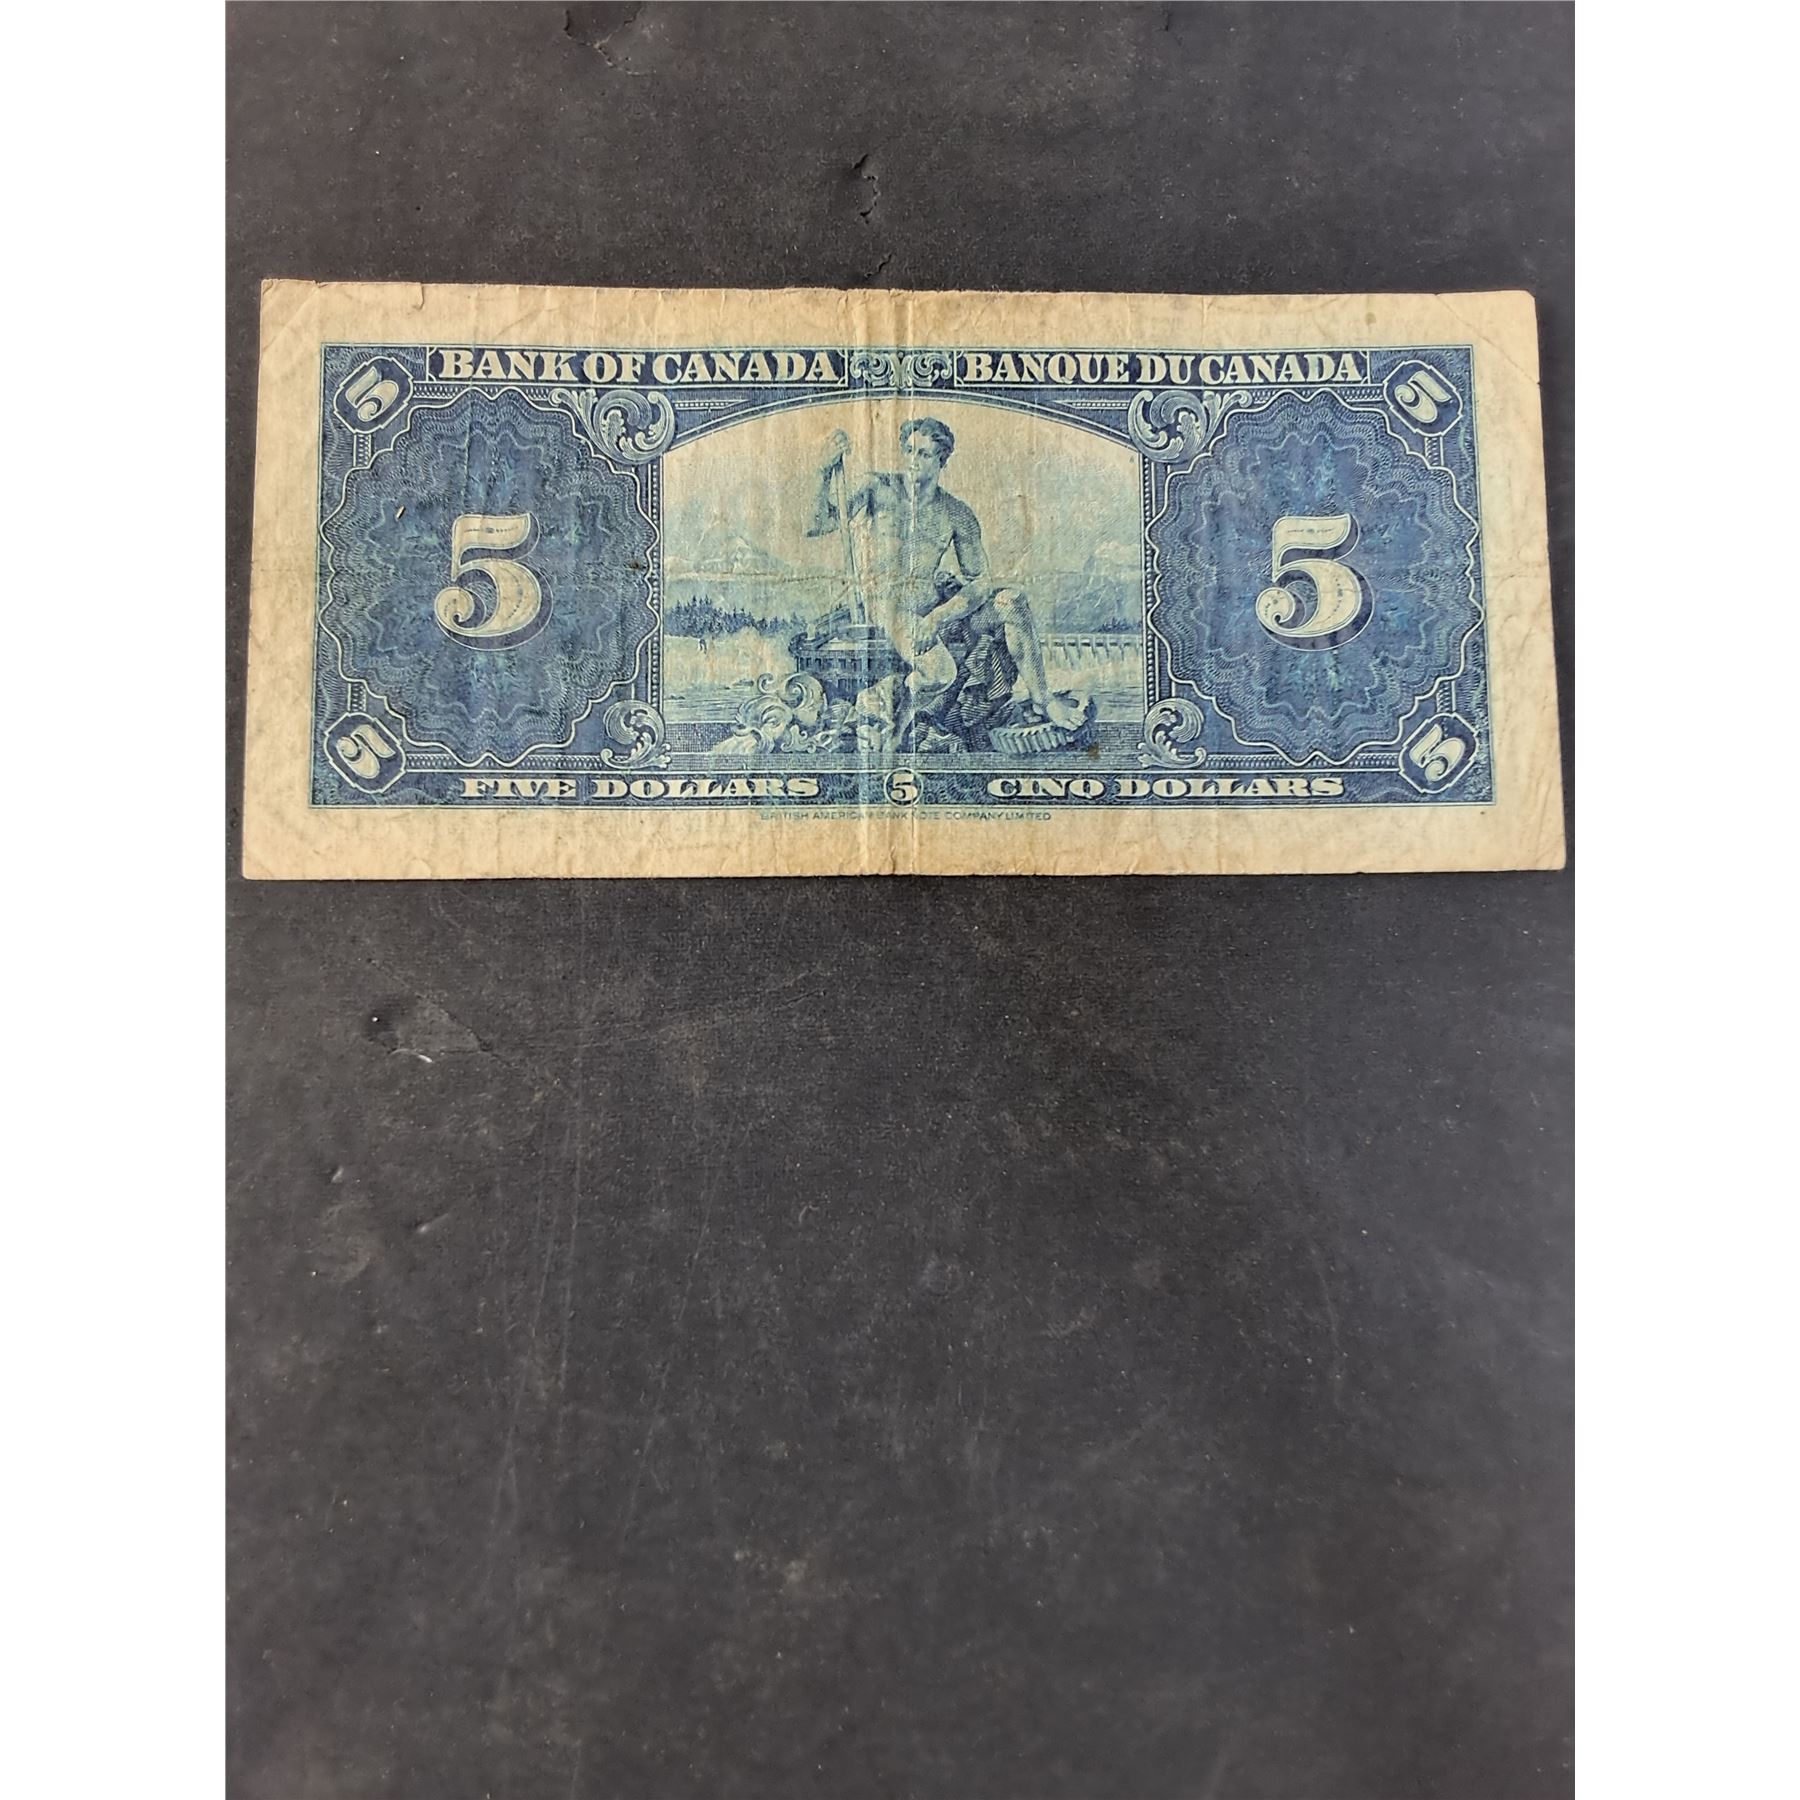 5 BANK OF CANADA BANQUE DU CANADA 5
5 5
5 FIVE DOLLARS 5 CINQ DOLLARS 5
BRITISH AMERICAN BANK NOTE COMPANY LIMITED